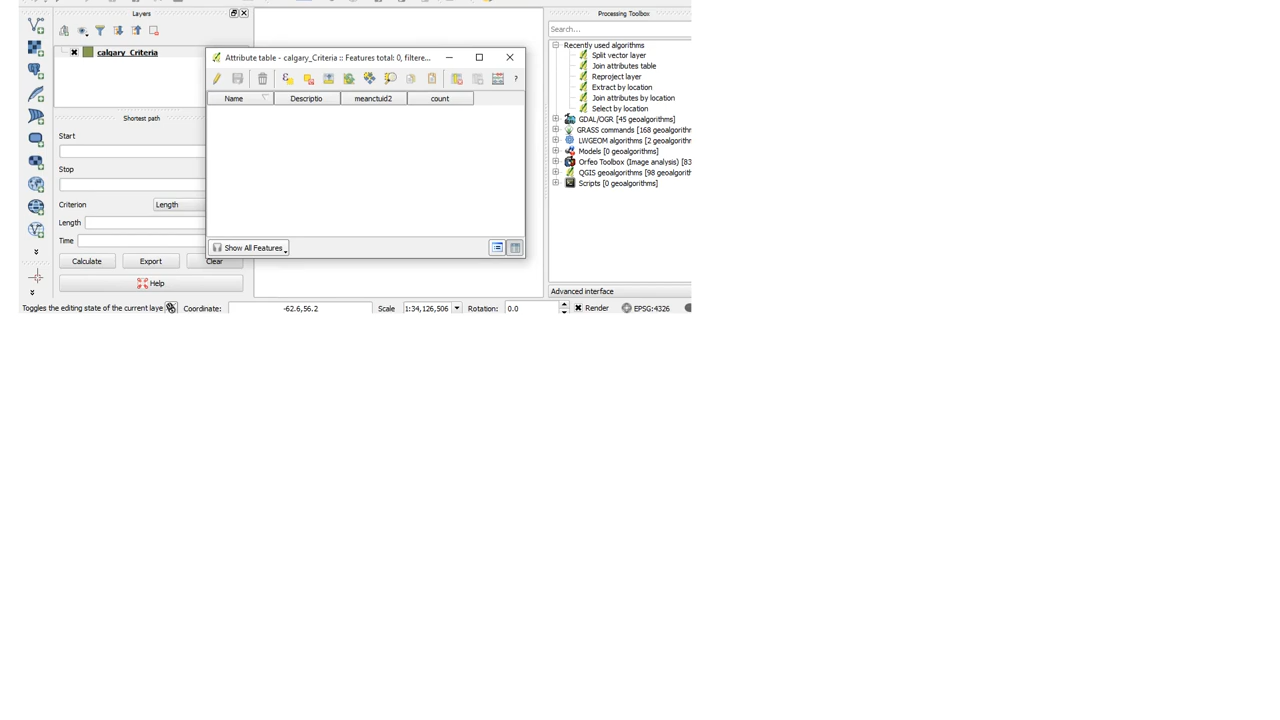 Layers
calgary_Criteria
Shortest path
Start
Stop
Criterion
Length
Length
Time
Calculate
Export
Clear
Help
Attribute table - calgary_Criteria :: Features total: 0, filtere...
?
Name
Descriptio
meanctuid2
count
Show All Features
Processing Toolbox
Search...
Recently used algorithms
Split vector layer
Join attributes table
Reproject layer
Extract by location
Join attributes by location
Select by location
GDAL/OGR [45 geoalgorithms]
GRASS commands [168 geoalgorithm
LWGEOM algorithms [2 geoalgorithm
Models [0 geoalgorithms]
Orfeo Toolbox (Image analysis) [83
QGIS geoalgorithms [98 geoalgorith
Scripts [0 geoalgorithms]
Advanced interface
Toggles the editing state of the current laye
Coordinate:
-62.6,56.2
Scale
1:34,126,506
Rotation:
0.0
Render
EPSG:4326